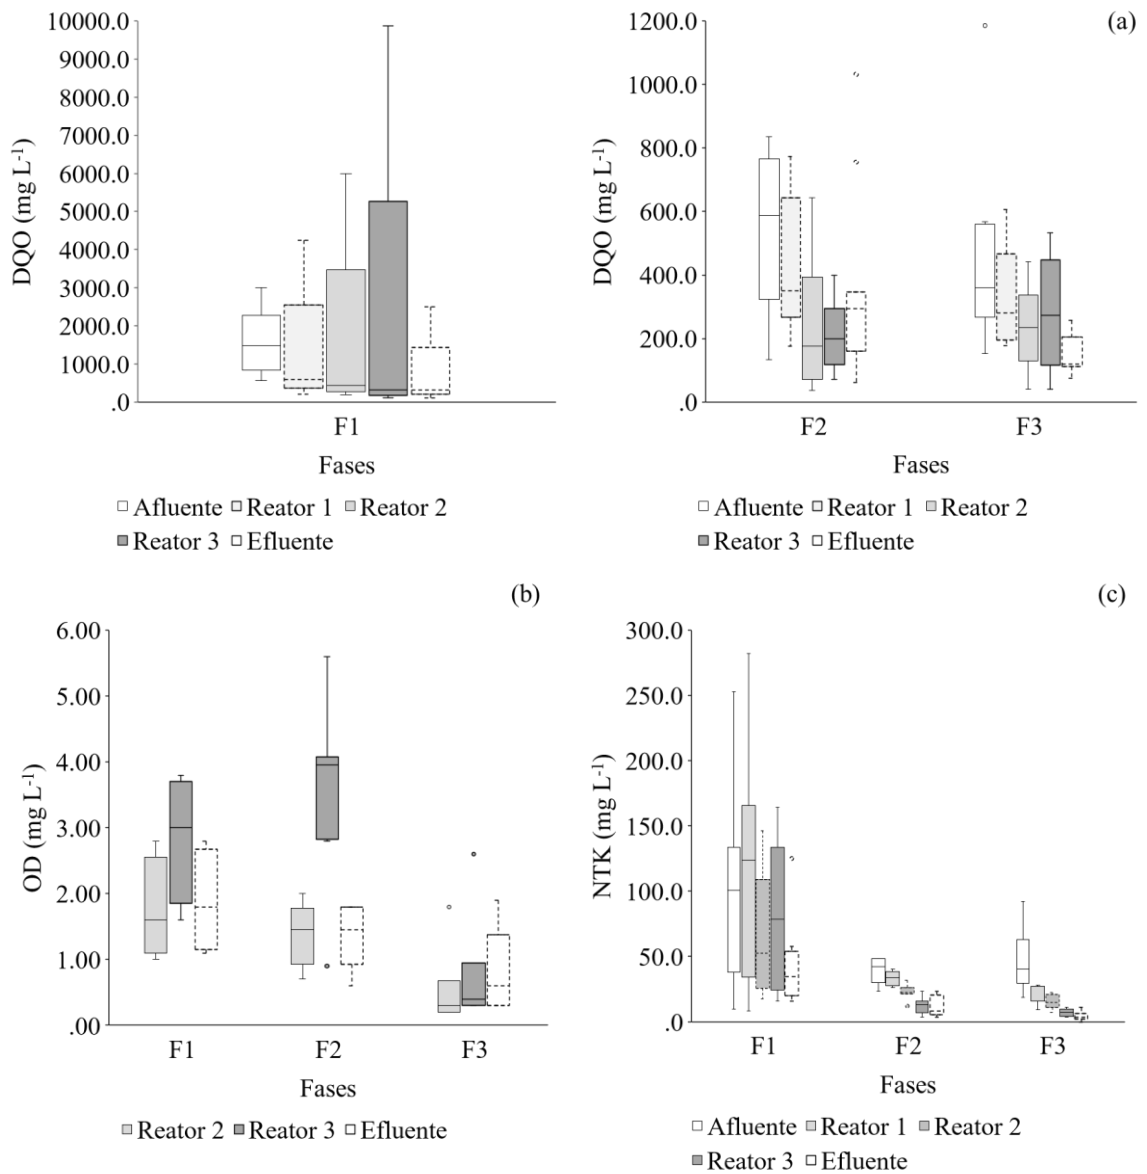 (a)
10000.0
9000.0
8000.0
7000.0
6000.0
5000.0
4000.0
3000.0
2000.0
1000.0
.0
DQO (mg L⁻¹)
F1
Fases
Afluente Reator 1 Reator 2
Reator 3 Efluente
1200.0
1000.0
800.0
600.0
400.0
200.0
.0
DQO (mg L⁻¹)
F2 F3
Fases
Afluente Reator 1 Reator 2
Reator 3 Efluente
(b)
6.00
5.00
4.00
3.00
2.00
1.00
.00
OD (mg L⁻¹)
F1 F2 F3
Fases
Reator 2 Reator 3 Efluente
(c)
300.0
250.0
200.0
150.0
100.0
50.0
.0
NTK (mg L⁻¹)
F1 F2 F3
Fases
Afluente Reator 1 Reator 2
Reator 3 Efluente